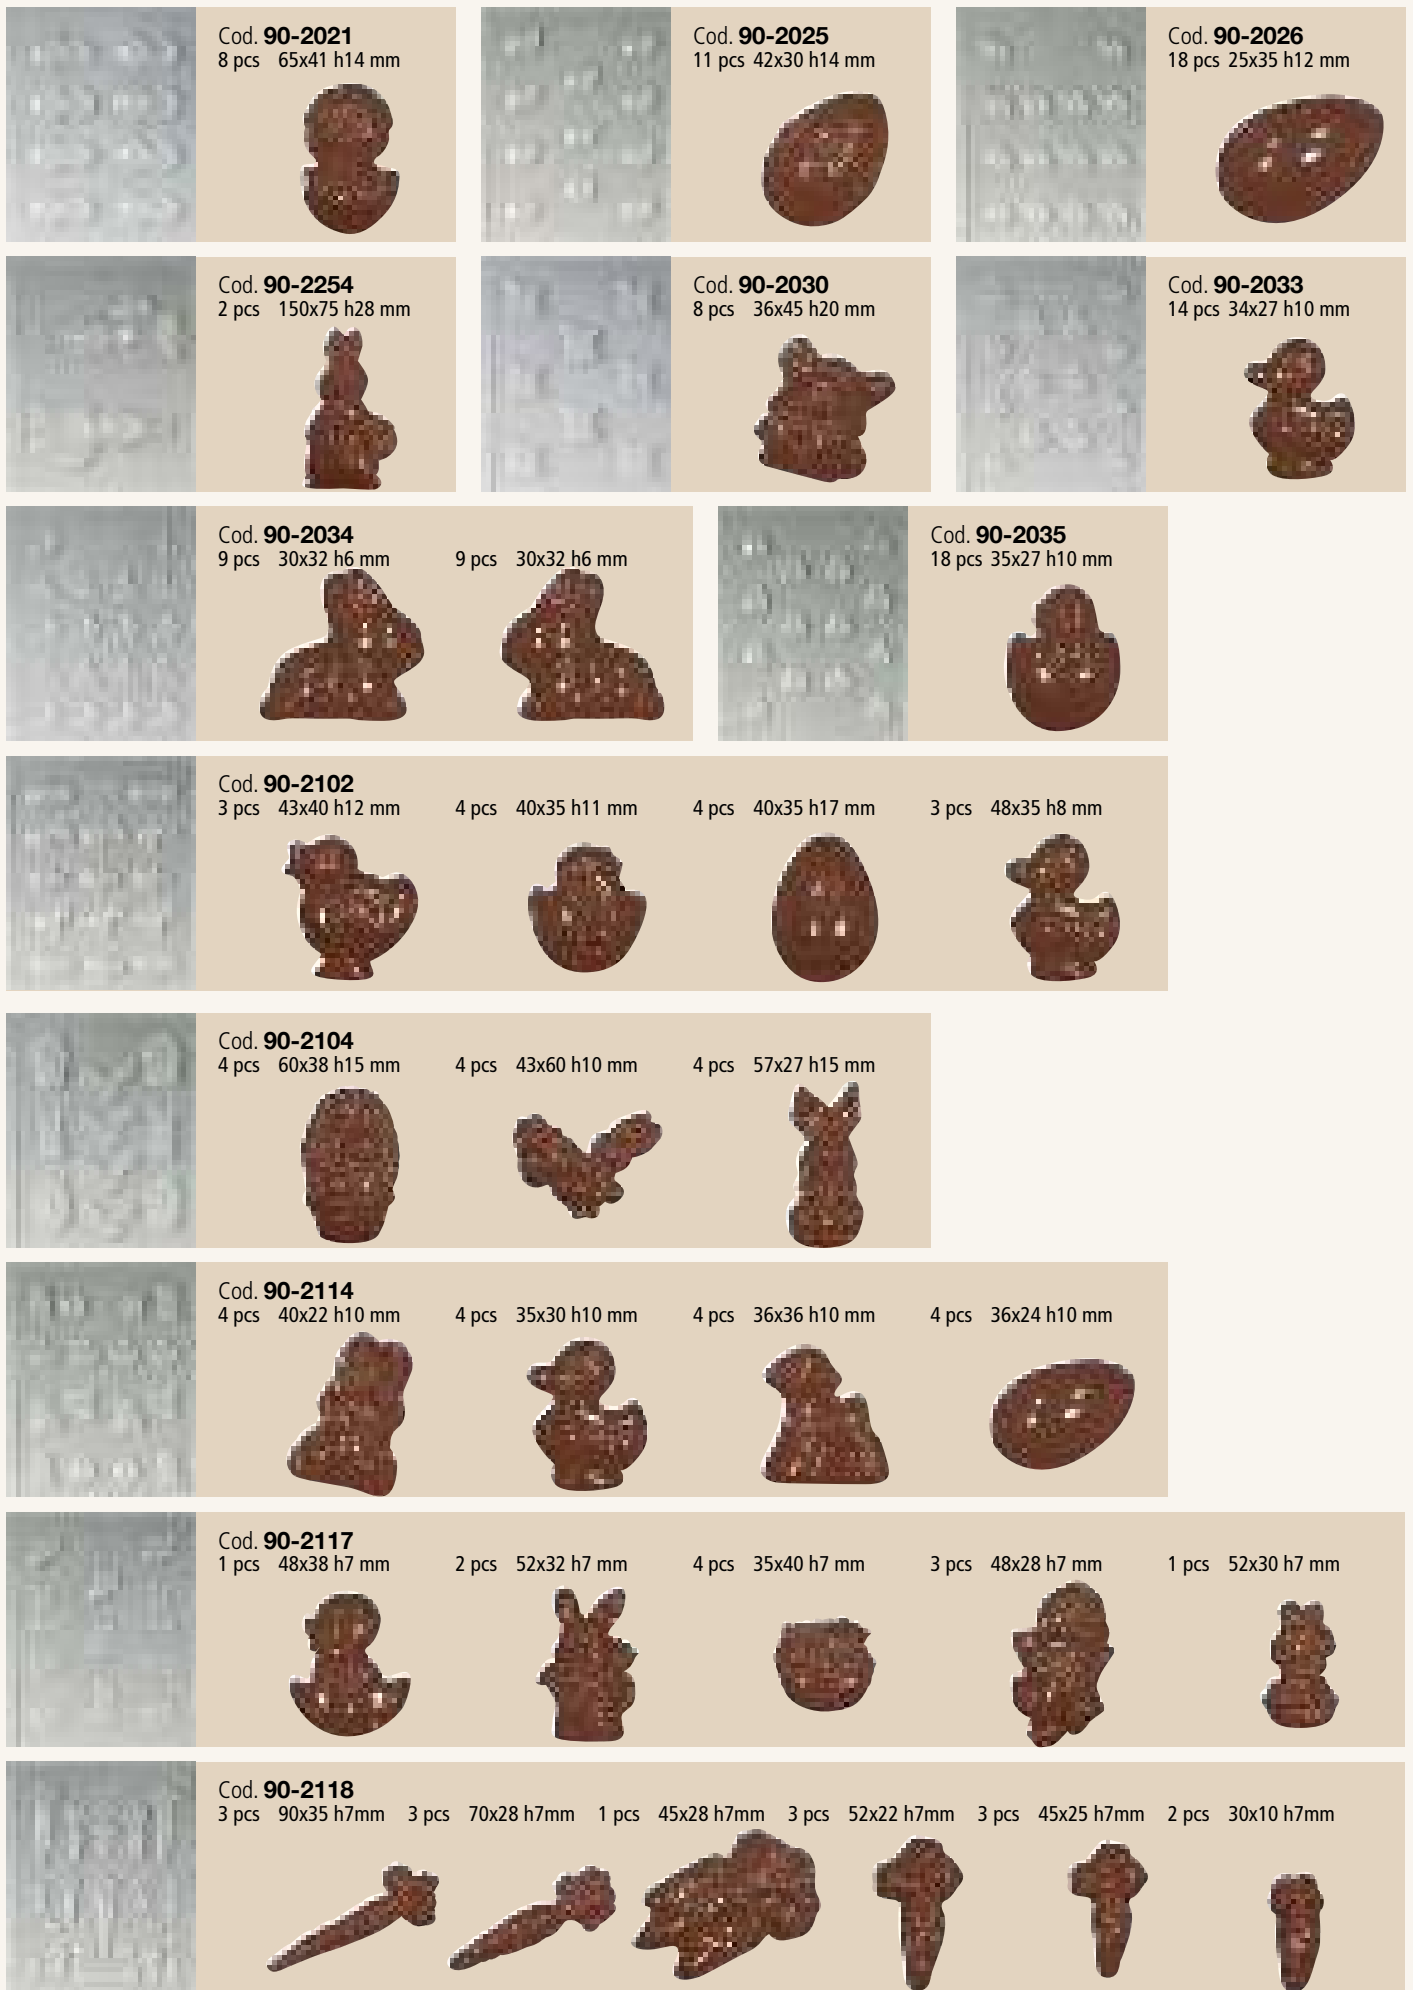 Cod. 90-2021
8 pcs 65x41 h14 mm
Cod. 90-2025
11 pcs 42x30 h14 mm
Cod. 90-2026
18 pcs 25x35 h12 mm
Cod. 90-2254
2 pcs 150x75 h28 mm
Cod. 90-2030
8 pcs 36x45 h20 mm
Cod. 90-2033
14 pcs 34x27 h10 mm
Cod. 90-2034
9 pcs 30x32 h6 mm 9 pcs 30x32 h6 mm
Cod. 90-2035
18 pcs 35x27 h10 mm
Cod. 90-2102
3 pcs 43x40 h12 mm 4 pcs 40x35 h11 mm 4 pcs 40x35 h17 mm 3 pcs 48x35 h8 mm
Cod. 90-2104
4 pcs 60x38 h15 mm 4 pcs 43x60 h10 mm 4 pcs 57x27 h15 mm
Cod. 90-2114
4 pcs 40x22 h10 mm 4 pcs 35x30 h10 mm 4 pcs 36x36 h10 mm 4 pcs 36x24 h10 mm
Cod. 90-2117
1 pcs 48x38 h7 mm 2 pcs 52x32 h7 mm 4 pcs 35x40 h7 mm 3 pcs 48x28 h7 mm 1 pcs 52x30 h7 mm
Cod. 90-2118
3 pcs 90x35 h7mm 3 pcs 70x28 h7mm 1 pcs 45x28 h7mm 3 pcs 52x22 h7mm 3 pcs 45x25 h7mm 2 pcs 30x10 h7mm